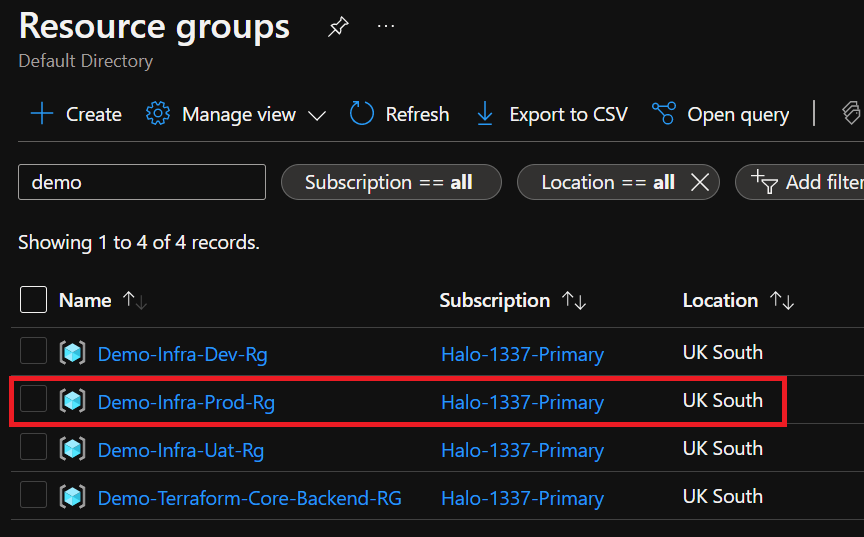 Resource groups
Default Directory
Create Manage view Refresh Export to CSV Open query
demo Subscription == all Location == all Add filter
Showing 1 to 4 of 4 records.
Name Subscription Location
Demo-Infra-Dev-Rg Halo-1337-Primary UK South
Demo-Infra-Prod-Rg Halo-1337-Primary UK South
Demo-Infra-Uat-Rg Halo-1337-Primary UK South
Demo-Terraform-Core-Backend-RG Halo-1337-Primary UK South